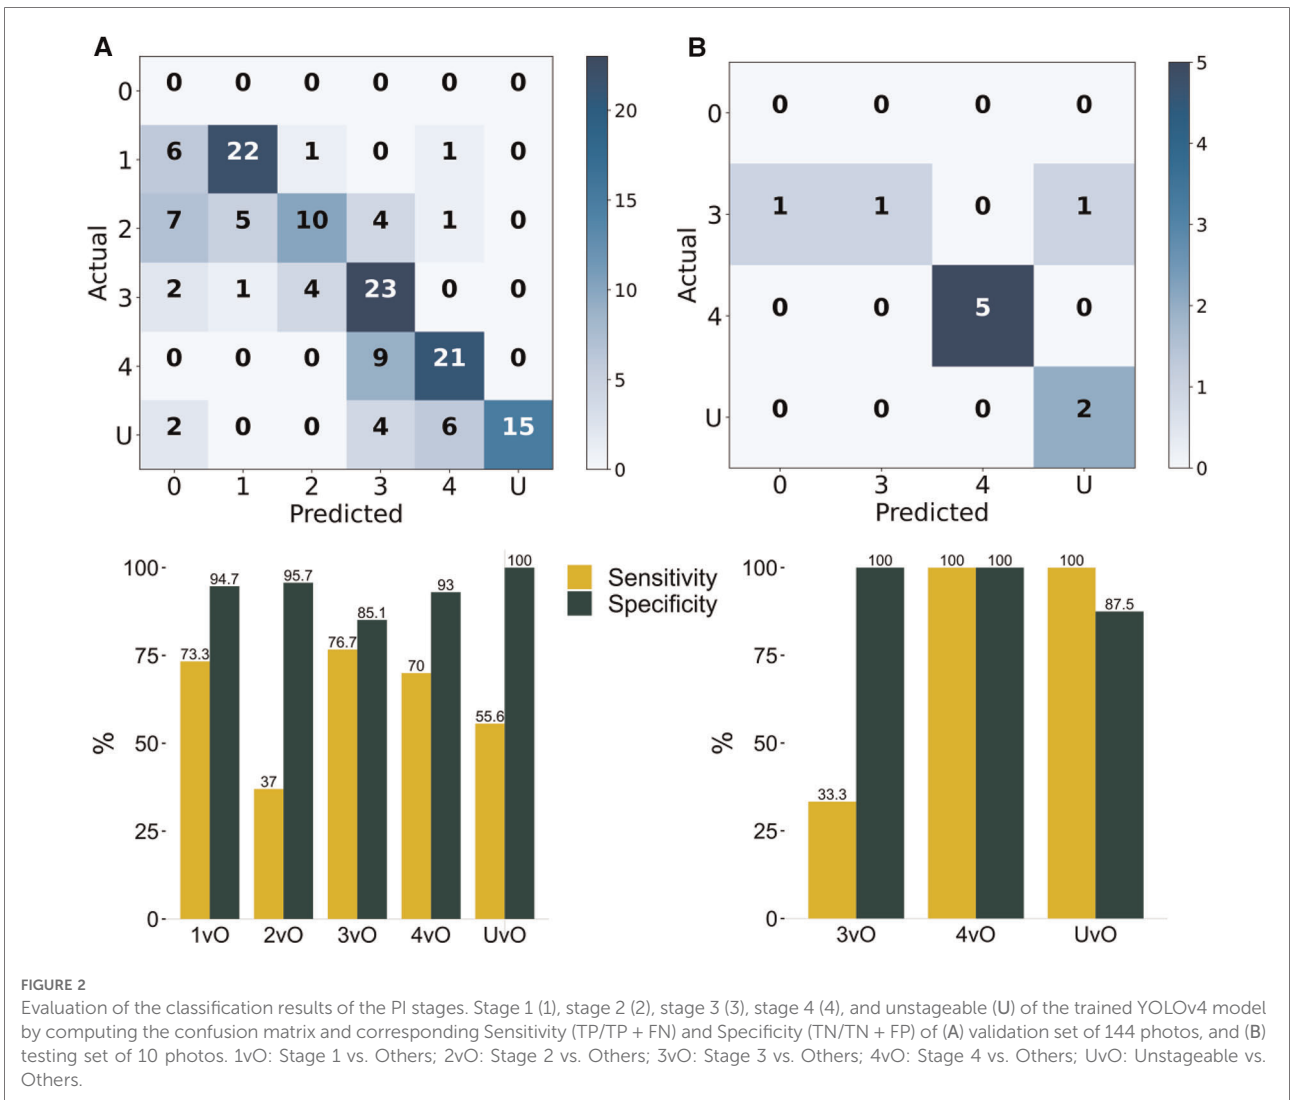 A
0 0 0 0 0 0 0
1 6 22 1 0 1 0
2 7 5 10 4 1 0
3 2 1 4 23 0 0
4 0 0 0 9 21 0
U 2 0 0 4 6 15
0 1 2 3 4 U
Actual
Predicted
20
15
10
5
0
B
0 0 0 0 0
3 1 1 0 1
4 0 0 5 0
U 0 0 0 2
0 3 4 U
Actual
Predicted
5
4
3
2
1
0
100
75
50
25
0
%
73.3 94.7
37 95.7
76.7 85.1
70 93
55.6 100
1vO 2vO 3vO 4vO UvO
Sensitivity
Specificity
100
75
50
25
0
%
33.3 100
100 100
100 87.5
3vO 4vO UvO
FIGURE 2
Evaluation of the classification results of the PI stages. Stage 1 (1), stage 2 (2), stage 3 (3), stage 4 (4), and unstageable (U) of the trained YOLOv4 model
by computing the confusion matrix and corresponding Sensitivity (TP/TP + FN) and Specificity (TN/TN + FP) of (A) validation set of 144 photos, and (B)
testing set of 10 photos. 1vO: Stage 1 vs. Others; 2vO: Stage 2 vs. Others; 3vO: Stage 3 vs. Others; 4vO: Stage 4 vs. Others; UvO: Unstageable vs.
Others.